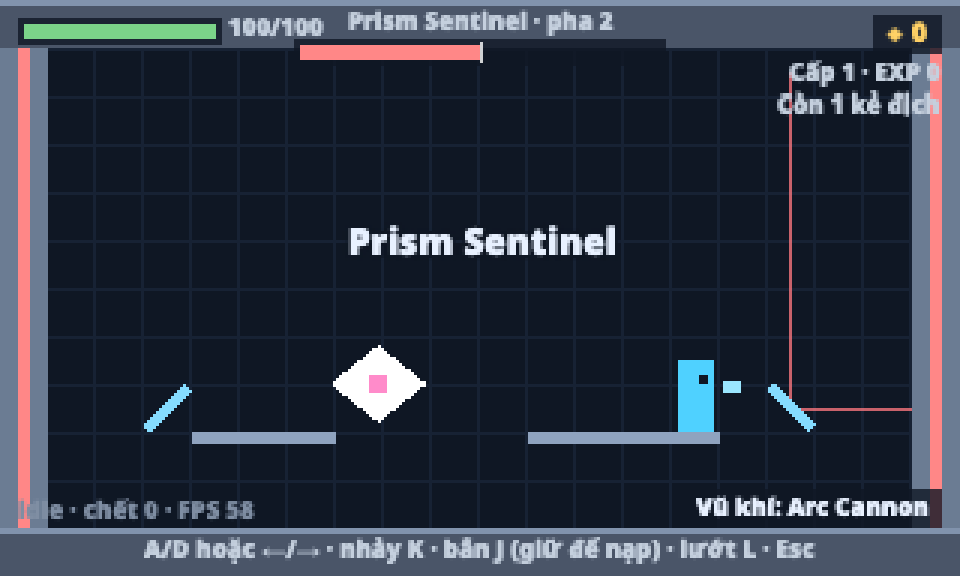 100/100
Prism Sentinel · pha 2
0
Cấp 1 · EXP 0
Còn 1 kẻ địch
Prism Sentinel
Idle · chết 0 · FPS 58
Vũ khí: Arc Cannon
A/D hoặc ←/→ · nhảy K · bắn J (giữ để nạp) · lướt L · Esc